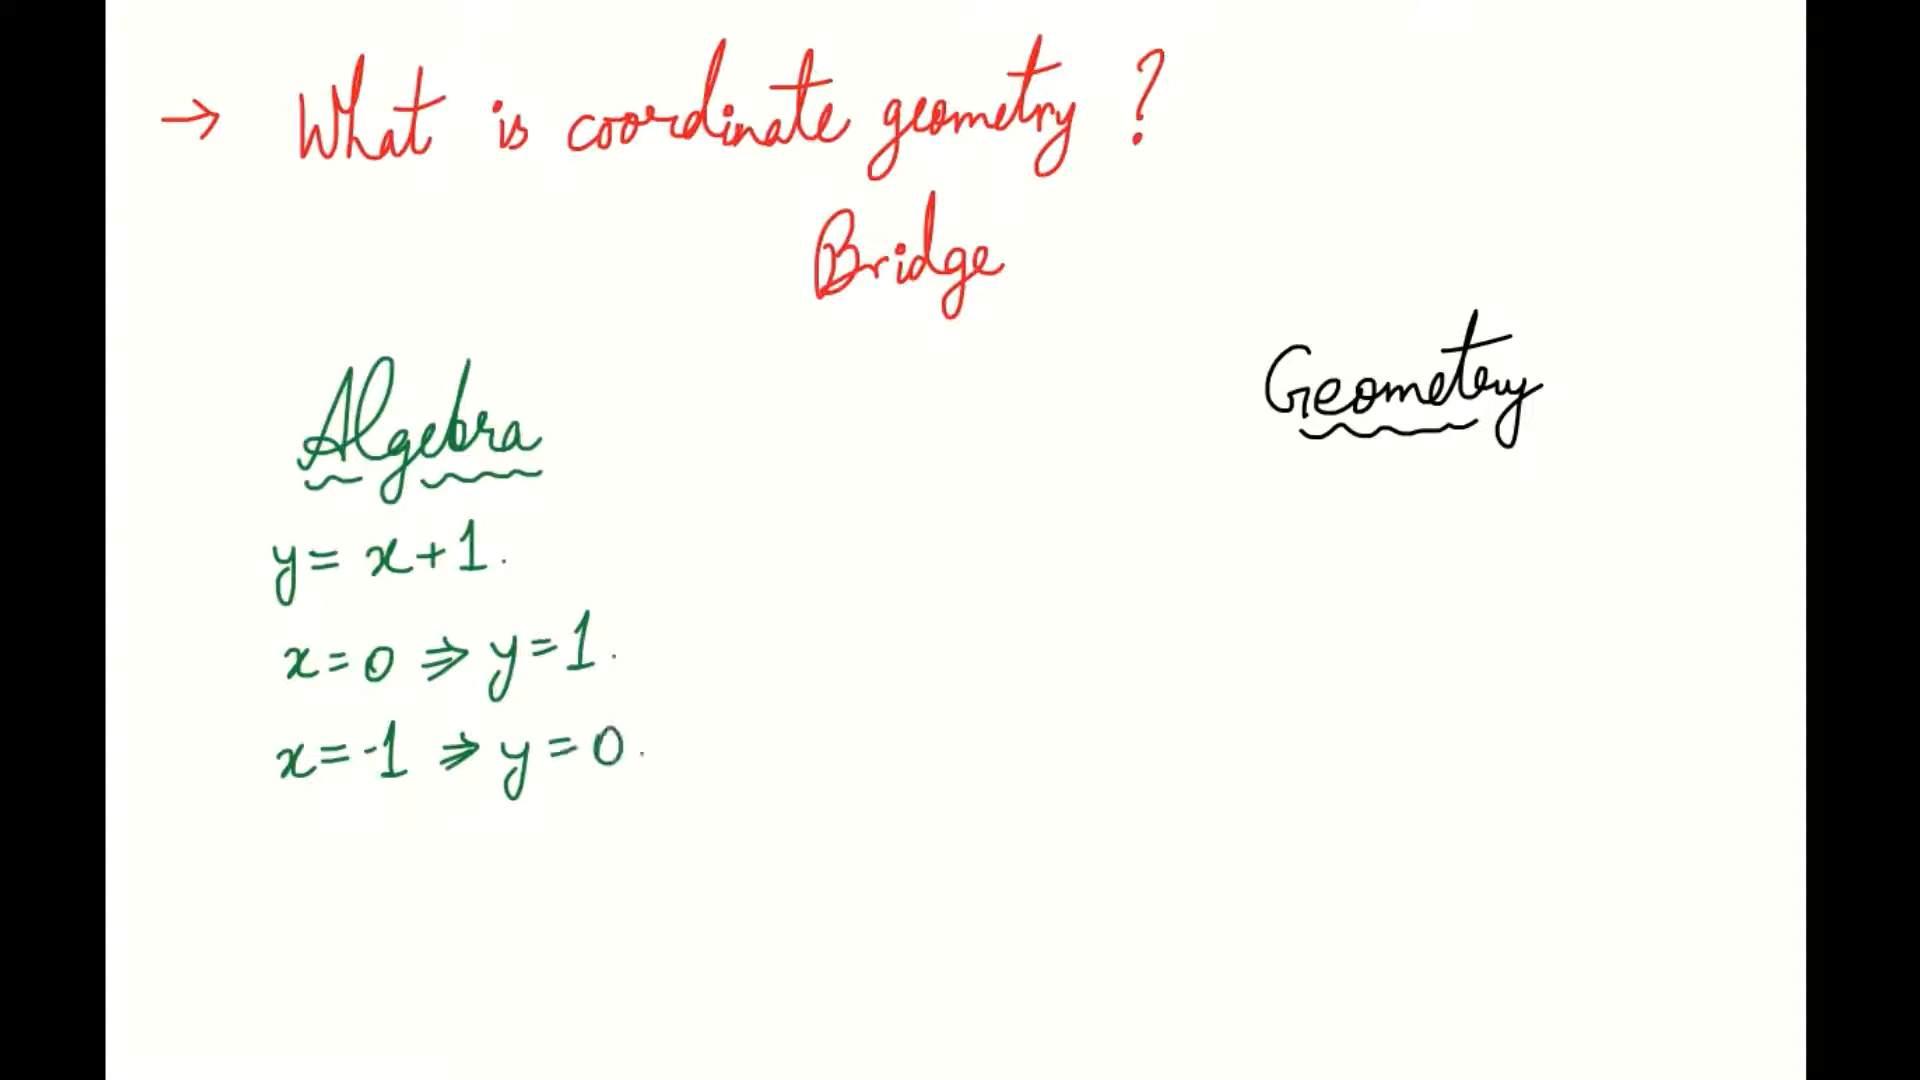 → What is coordinate geometry ?
Bridge
Geometry
Algebra
y = x + 1.
x = 0 ⇒ y = 1.
x = -1 ⇒ y = 0.